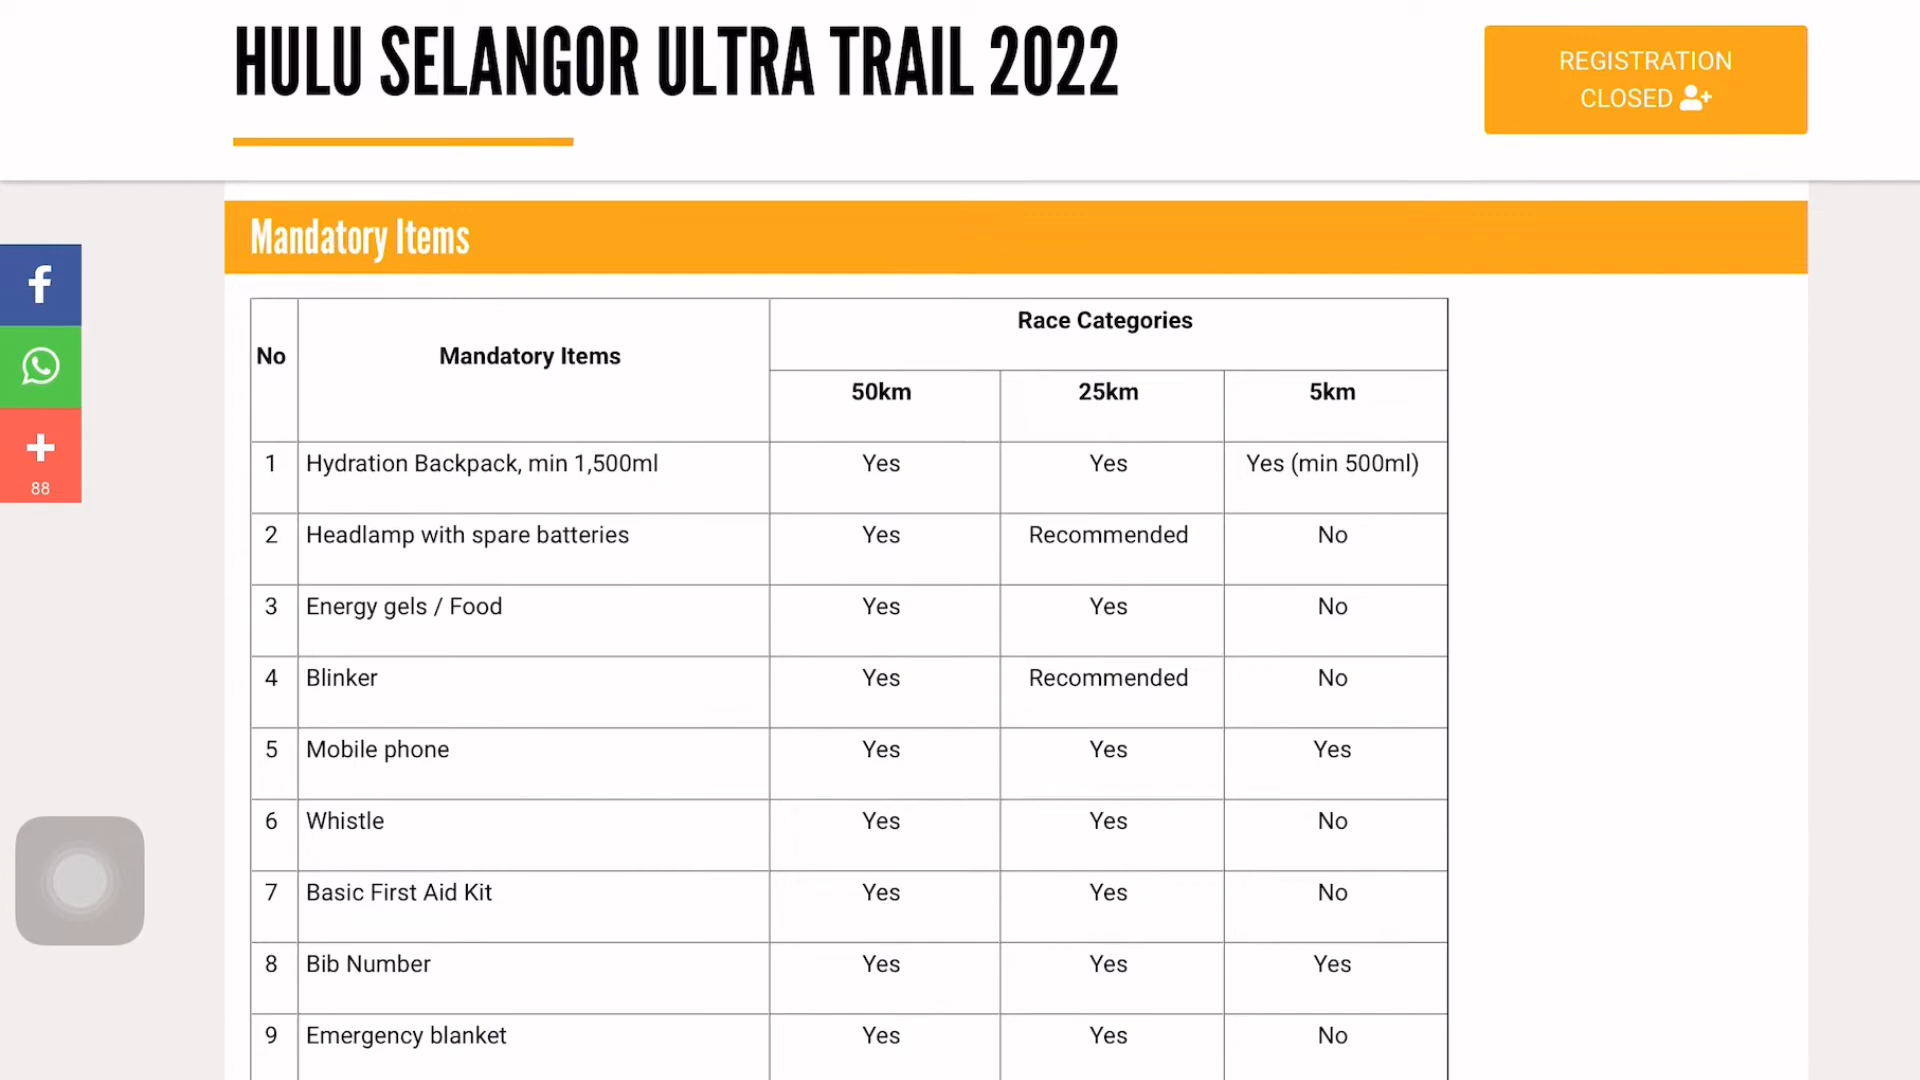 HULU SELANGOR ULTRA TRAIL 2022
REGISTRATION
CLOSED
Mandatory Items
f
88
No Mandatory Items Race Categories
50km 25km 5km
1 Hydration Backpack, min 1,500ml Yes Yes Yes (min 500ml)
2 Headlamp with spare batteries Yes Recommended No
3 Energy gels / Food Yes Yes No
4 Blinker Yes Recommended No
5 Mobile phone Yes Yes Yes
6 Whistle Yes Yes No
7 Basic First Aid Kit Yes Yes No
8 Bib Number Yes Yes Yes
9 Emergency blanket Yes Yes No